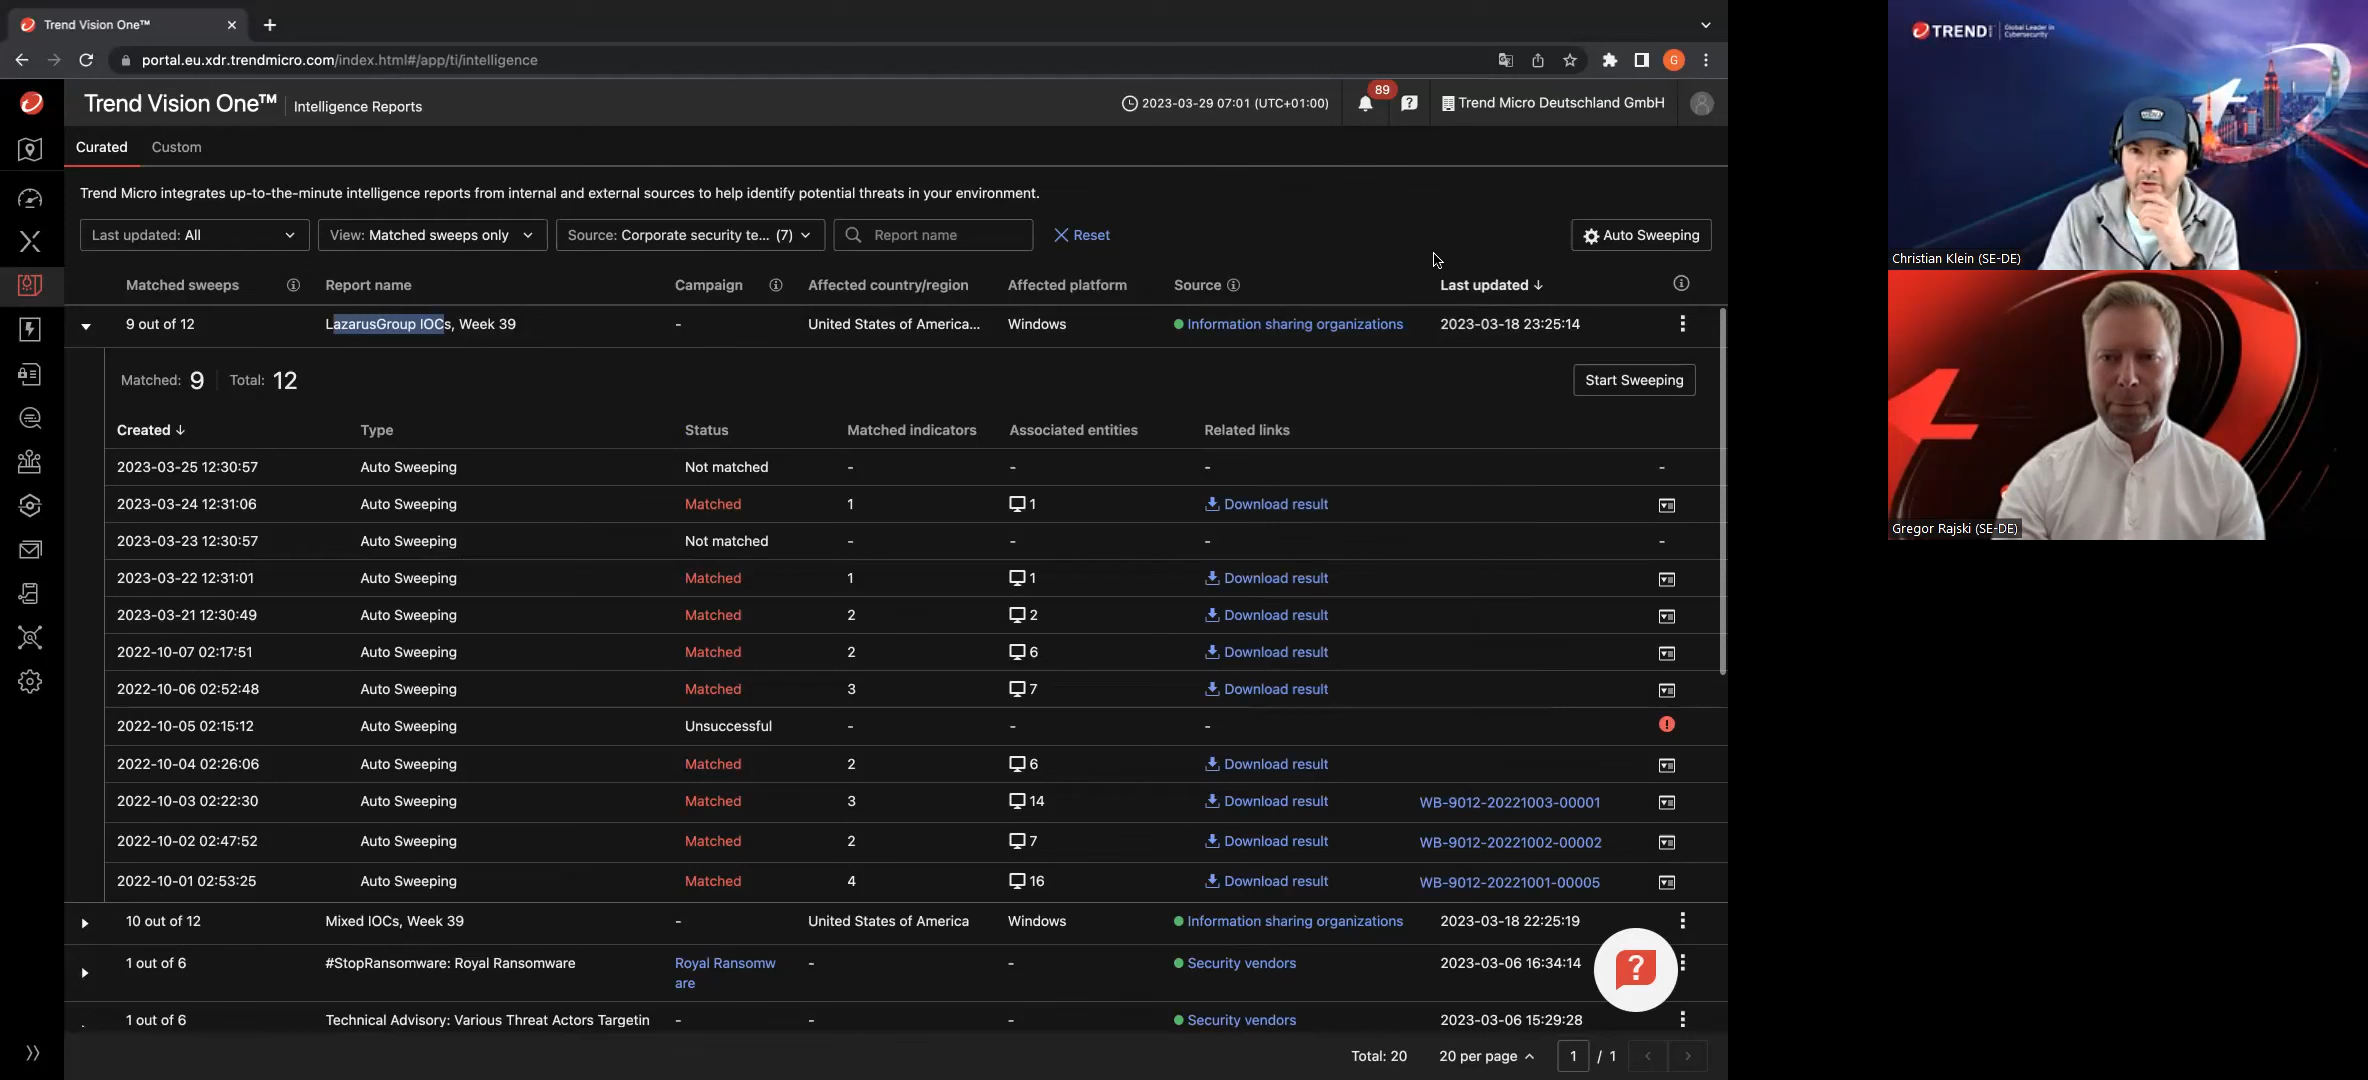 Trend Vision One™
portal.eu.xdr.trendmicro.com/index.html#/app/ti/intelligence
G
Trend Vision One™ Intelligence Reports
2023-03-29 07:01 (UTC+01:00)
89
Trend Micro Deutschland GmbH
Curated Custom
Trend Micro integrates up-to-the-minute intelligence reports from internal and external sources to help identify potential threats in your environment.
Last updated: All View: Matched sweeps only Source: Corporate security te... (7) Report name Reset Auto Sweeping
Matched sweeps Report name Campaign Affected country/region Affected platform Source Last updated ↓
9 out of 12 LazarusGroup IOCs, Week 39 - United States of America... Windows Information sharing organizations 2023-03-18 23:25:14
Matched: 9 Total: 12 Start Sweeping
Created ↓ Type Status Matched indicators Associated entities Related links
2023-03-25 12:30:57 Auto Sweeping Not matched - - - -
2023-03-24 12:31:06 Auto Sweeping Matched 1 1 Download result
2023-03-23 12:30:57 Auto Sweeping Not matched - - - -
2023-03-22 12:31:01 Auto Sweeping Matched 1 1 Download result
2023-03-21 12:30:49 Auto Sweeping Matched 2 2 Download result
2022-10-07 02:17:51 Auto Sweeping Matched 2 6 Download result
2022-10-06 02:52:48 Auto Sweeping Matched 3 7 Download result
2022-10-05 02:15:12 Auto Sweeping Unsuccessful - - -
2022-10-04 02:26:06 Auto Sweeping Matched 2 6 Download result
2022-10-03 02:22:30 Auto Sweeping Matched 3 14 Download result WB-9012-20221003-00001
2022-10-02 02:47:52 Auto Sweeping Matched 2 7 Download result WB-9012-20221002-00002
2022-10-01 02:53:25 Auto Sweeping Matched 4 16 Download result WB-9012-20221001-00005
10 out of 12 Mixed IOCs, Week 39 - United States of America Windows Information sharing organizations 2023-03-18 22:25:19
1 out of 6 #StopRansomware: Royal Ransomware Royal Ransomw - - Security vendors 2023-03-06 16:34:14
are
1 out of 6 Technical Advisory: Various Threat Actors Targetin - - - Security vendors 2023-03-06 15:29:28
Total: 20 20 per page 1 / 1
TREND Global Leader in
Cybersecurity
Christian Klein (SE-DE)
Gregor Rajski (SE-DE)